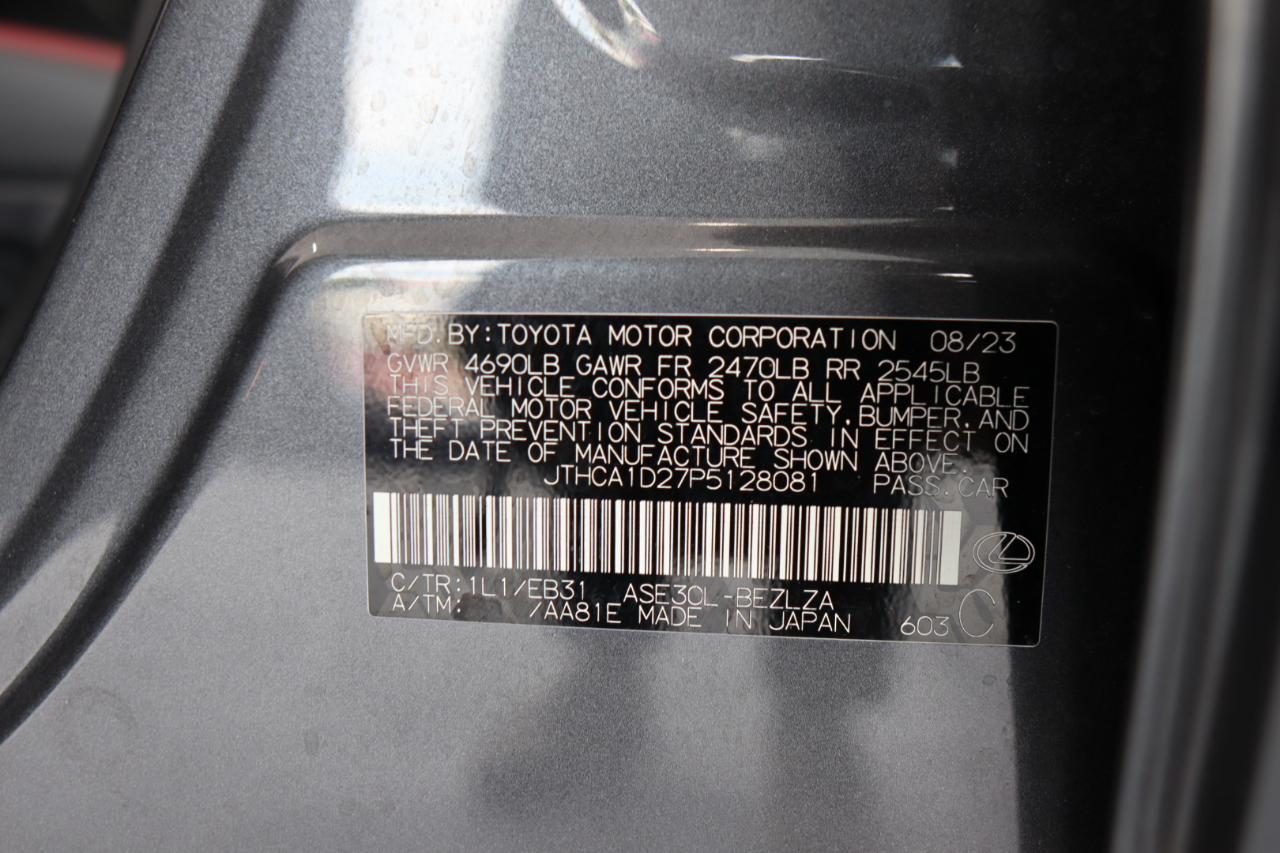 MFD. BY: TOYOTA MOTOR CORPORATION 08/23
GVWR 4690LB GAWR FR 2470LB RR 2545LB
THIS VEHICLE CONFORMS TO ALL APPLICABLE
FEDERAL MOTOR VEHICLE SAFETY, BUMPER, AND
THEFT PREVENTION STANDARDS IN EFFECT ON
THE DATE OF MANUFACTURE SHOWN ABOVE.
JTHCA1D27P5128081 PASS. CAR
C/TR: 1L1/EB31 ASE30L-BEZLZA
A/TM: /AA81E MADE IN JAPAN 603 C